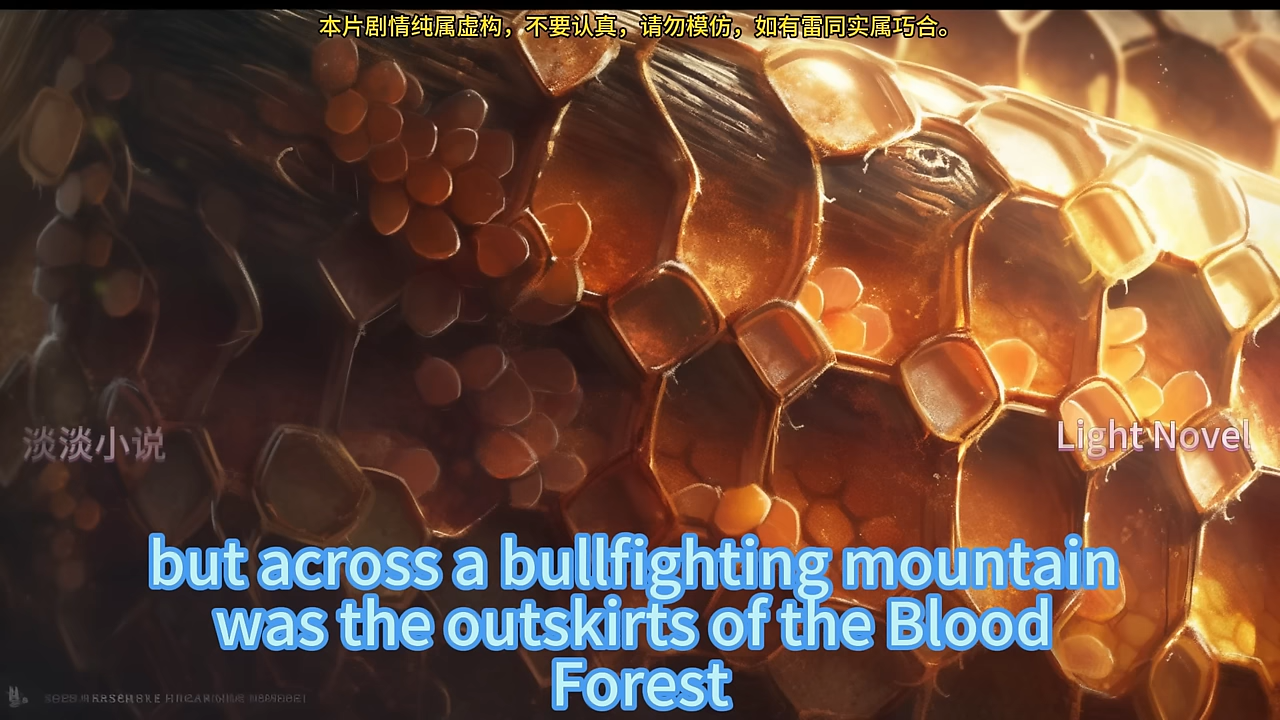 本片剧情纯属虚构，不要认真，请勿模仿，如有雷同实属巧合。
淡淡小说
Light Novel
but across a bullfighting mountain
was the outskirts of the Blood
Forest